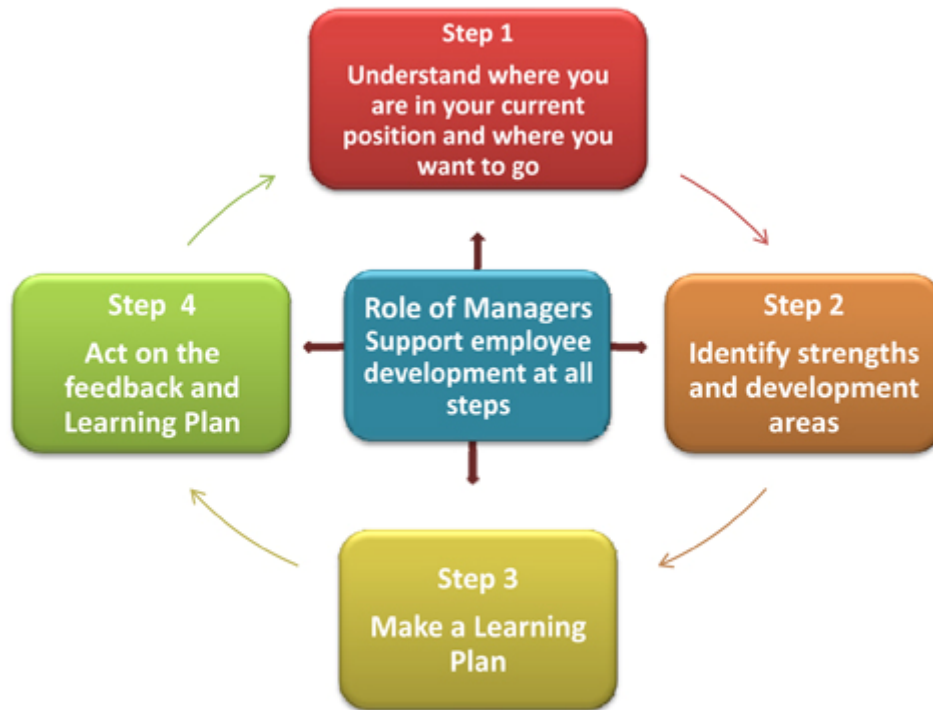 Step 1
Understand where you
are in your current
position and where you
want to go
Step 4
Act on the
feedback and
Learning Plan
Role of Managers
Support employee
development at all
steps
Step 2
Identify strengths
and development
areas
Step 3
Make a Learning
Plan